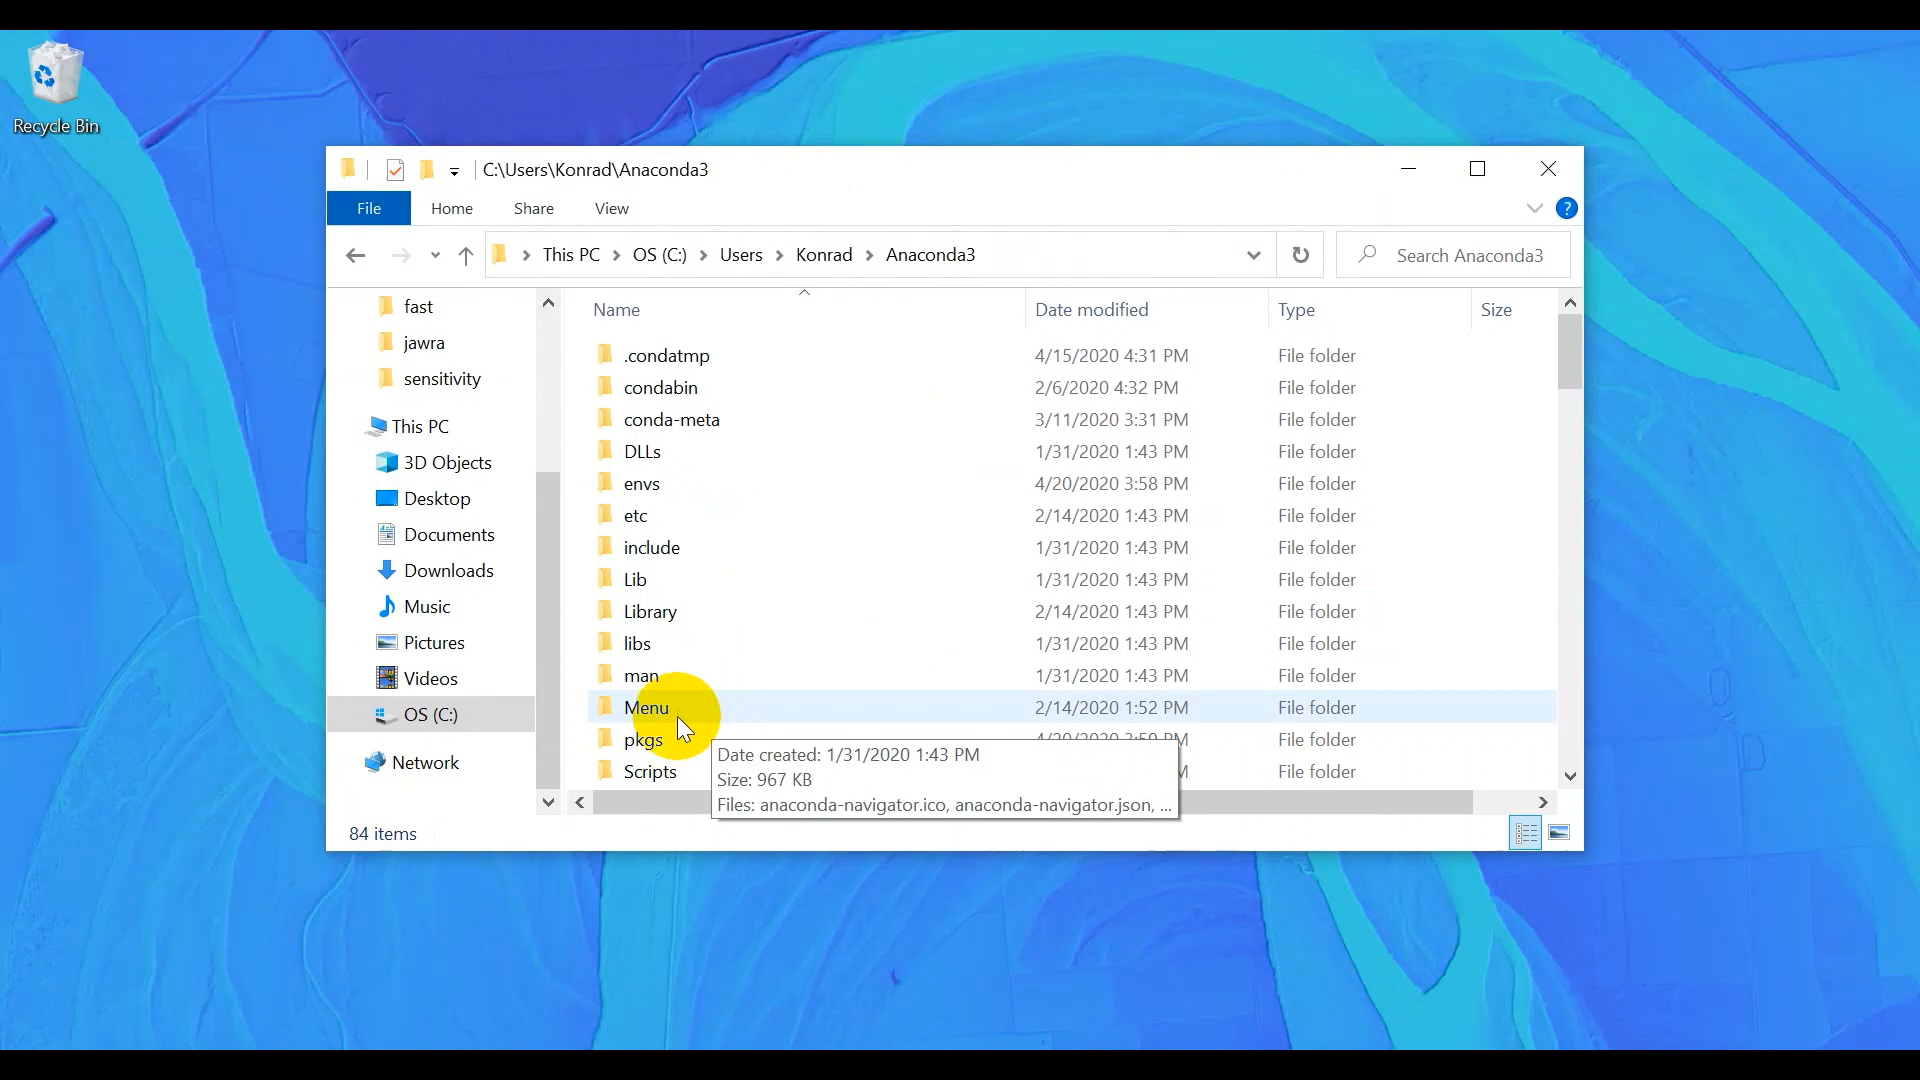 Recycle Bin
C:\Users\Konrad\Anaconda3
File Home Share View
This PC OS (C:) Users Konrad Anaconda3
Search Anaconda3
fast
jawra
sensitivity
This PC
3D Objects
Desktop
Documents
Downloads
Music
Pictures
Videos
OS (C:)
Network
Name Date modified Type Size
.condatmp 4/15/2020 4:31 PM File folder
condabin 2/6/2020 4:32 PM File folder
conda-meta 3/11/2020 3:31 PM File folder
DLLs 1/31/2020 1:43 PM File folder
envs 4/20/2020 3:58 PM File folder
etc 2/14/2020 1:43 PM File folder
include 1/31/2020 1:43 PM File folder
Lib 1/31/2020 1:43 PM File folder
Library 2/14/2020 1:43 PM File folder
libs 1/31/2020 1:43 PM File folder
man 1/31/2020 1:43 PM File folder
Menu 2/14/2020 1:52 PM File folder
pkgs File folder
Scripts File folder
Date created: 1/31/2020 1:43 PM
Size: 967 KB
Files: anaconda-navigator.ico, anaconda-navigator.json, ...
84 items